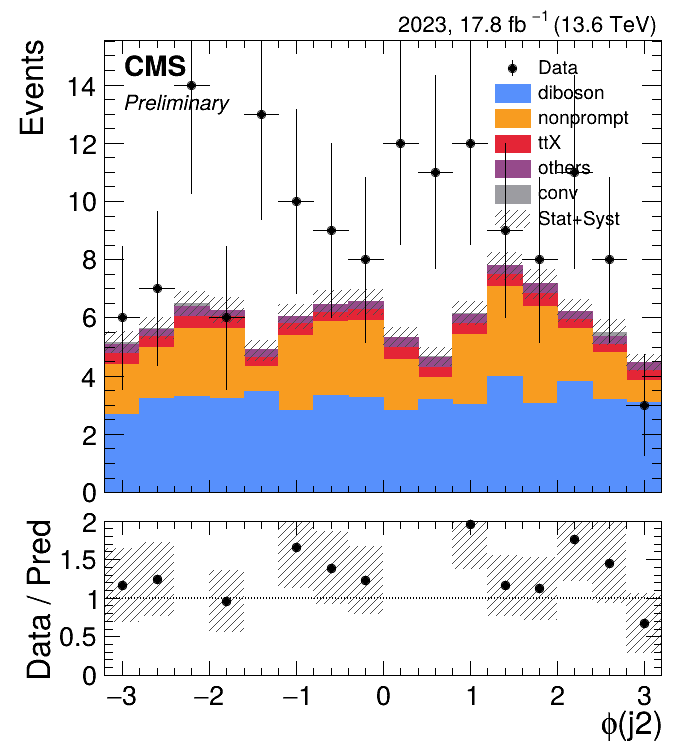 2023, 17.8 fb⁻¹ (13.6 TeV)
CMS
Preliminary
Data
diboson
nonprompt
ttX
others
conv
Stat+Syst
Events
14
12
10
8
6
4
2
0
Data / Pred
2
1.5
1
0.5
0
−3 −2 −1 0 1 2 3
ϕ(j2)